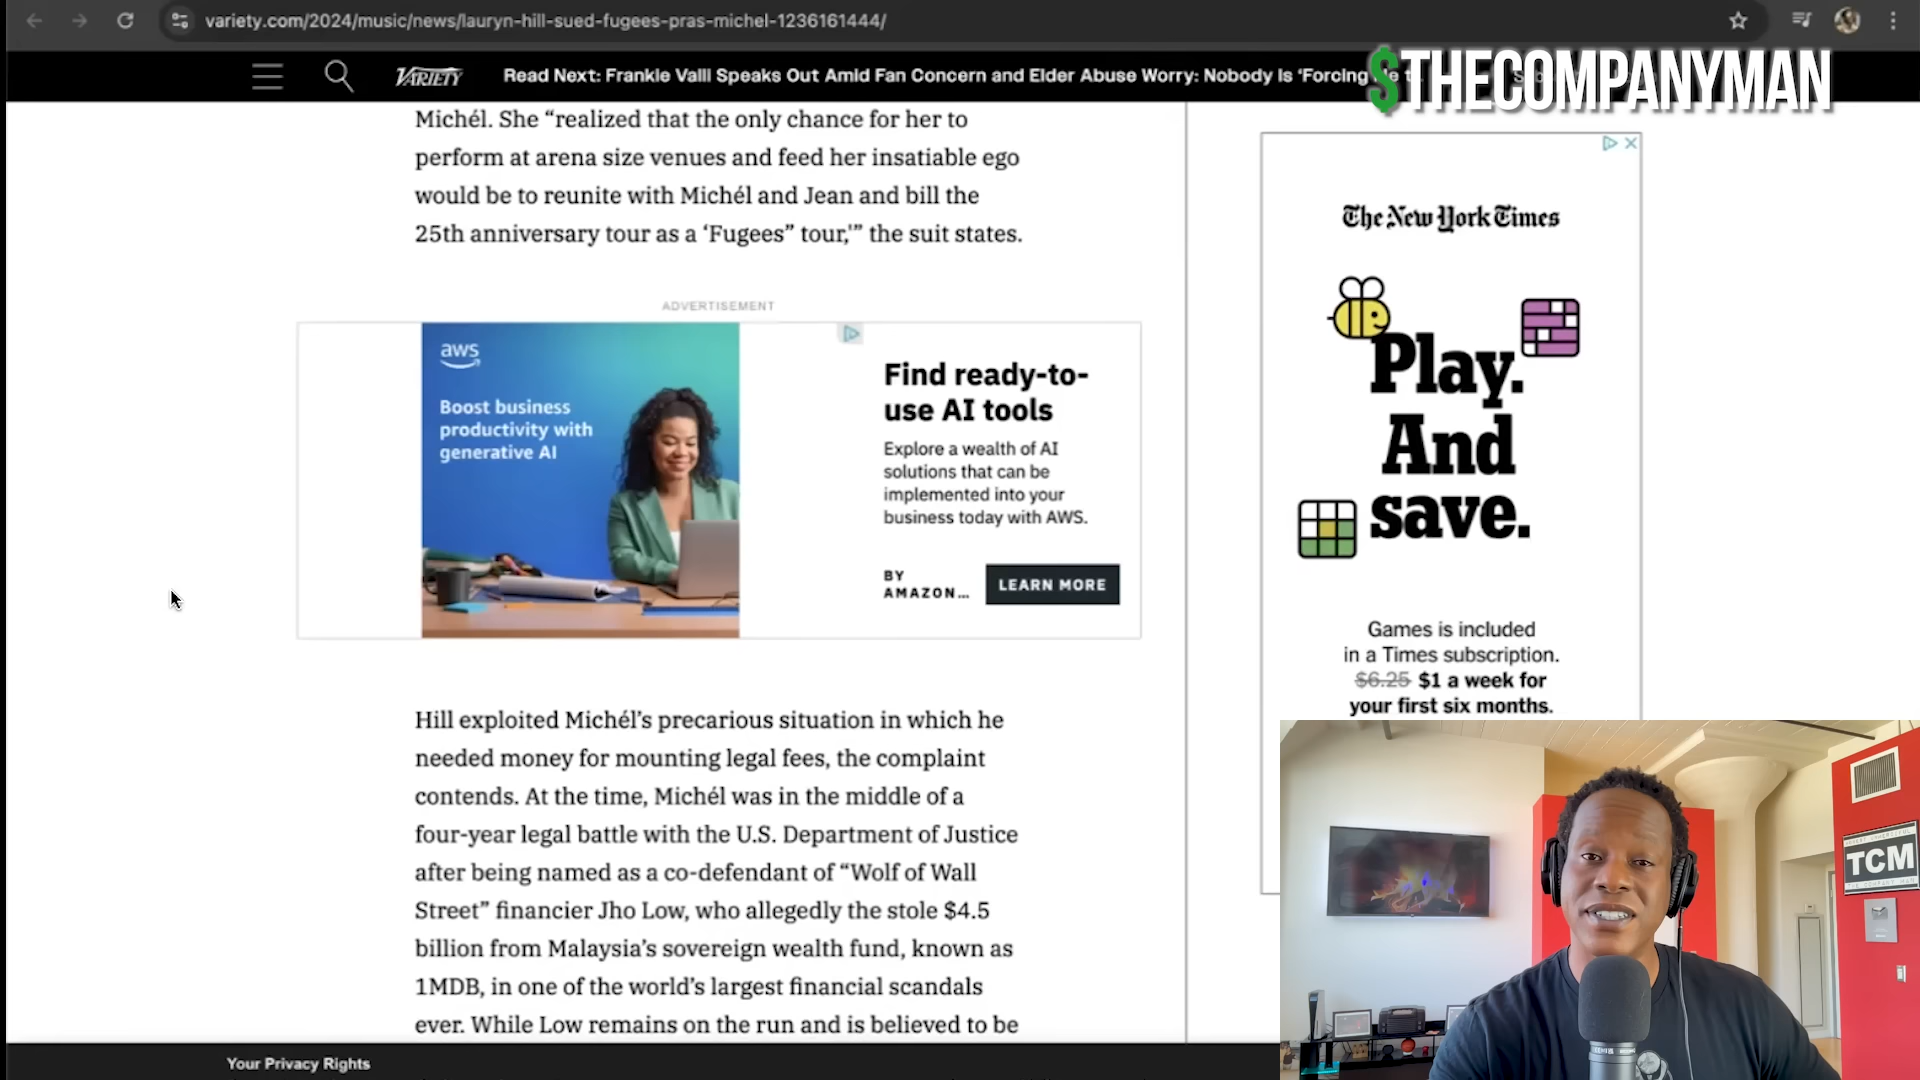 variety.com/2024/music/news/lauryn-hill-sued-fugees-pras-michel-1236161444/
VARIETY
Read Next: Frankie Valli Speaks Out Amid Fan Concern and Elder Abuse Worry: Nobody Is ‘Forcing
$THECOMPANYMAN
Michél. She “realized that the only chance for her to
perform at arena size venues and feed her insatiable ego
would be to reunite with Michél and Jean and bill the
25th anniversary tour as a ‘Fugees” tour,'” the suit states.
ADVERTISEMENT
aws
Boost business
productivity with
generative AI
Find ready-to-
use AI tools
Explore a wealth of AI
solutions that can be
implemented into your
business today with AWS.
BY
AMAZON...
LEARN MORE
Hill exploited Michél’s precarious situation in which he
needed money for mounting legal fees, the complaint
contends. At the time, Michél was in the middle of a
four-year legal battle with the U.S. Department of Justice
after being named as a co-defendant of “Wolf of Wall
Street” financier Jho Low, who allegedly the stole $4.5
billion from Malaysia’s sovereign wealth fund, known as
1MDB, in one of the world’s largest financial scandals
ever. While Low remains on the run and is believed to be
The New York Times
Play.
And
save.
Games is included
in a Times subscription.
$6.25 $1 a week for
your first six months.
TCM
Your Privacy Rights